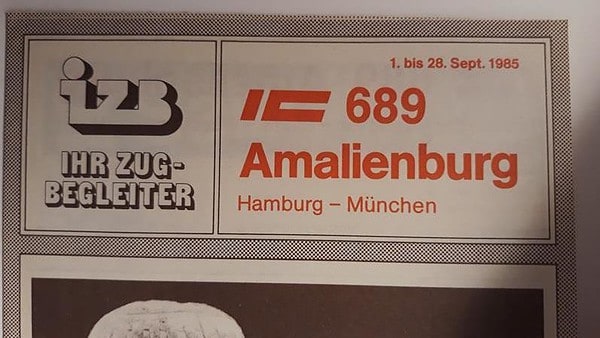 izb
IHR ZUG-
BEGLEITER
1. bis 28. Sept. 1985
IC 689
Amalienburg
Hamburg – München